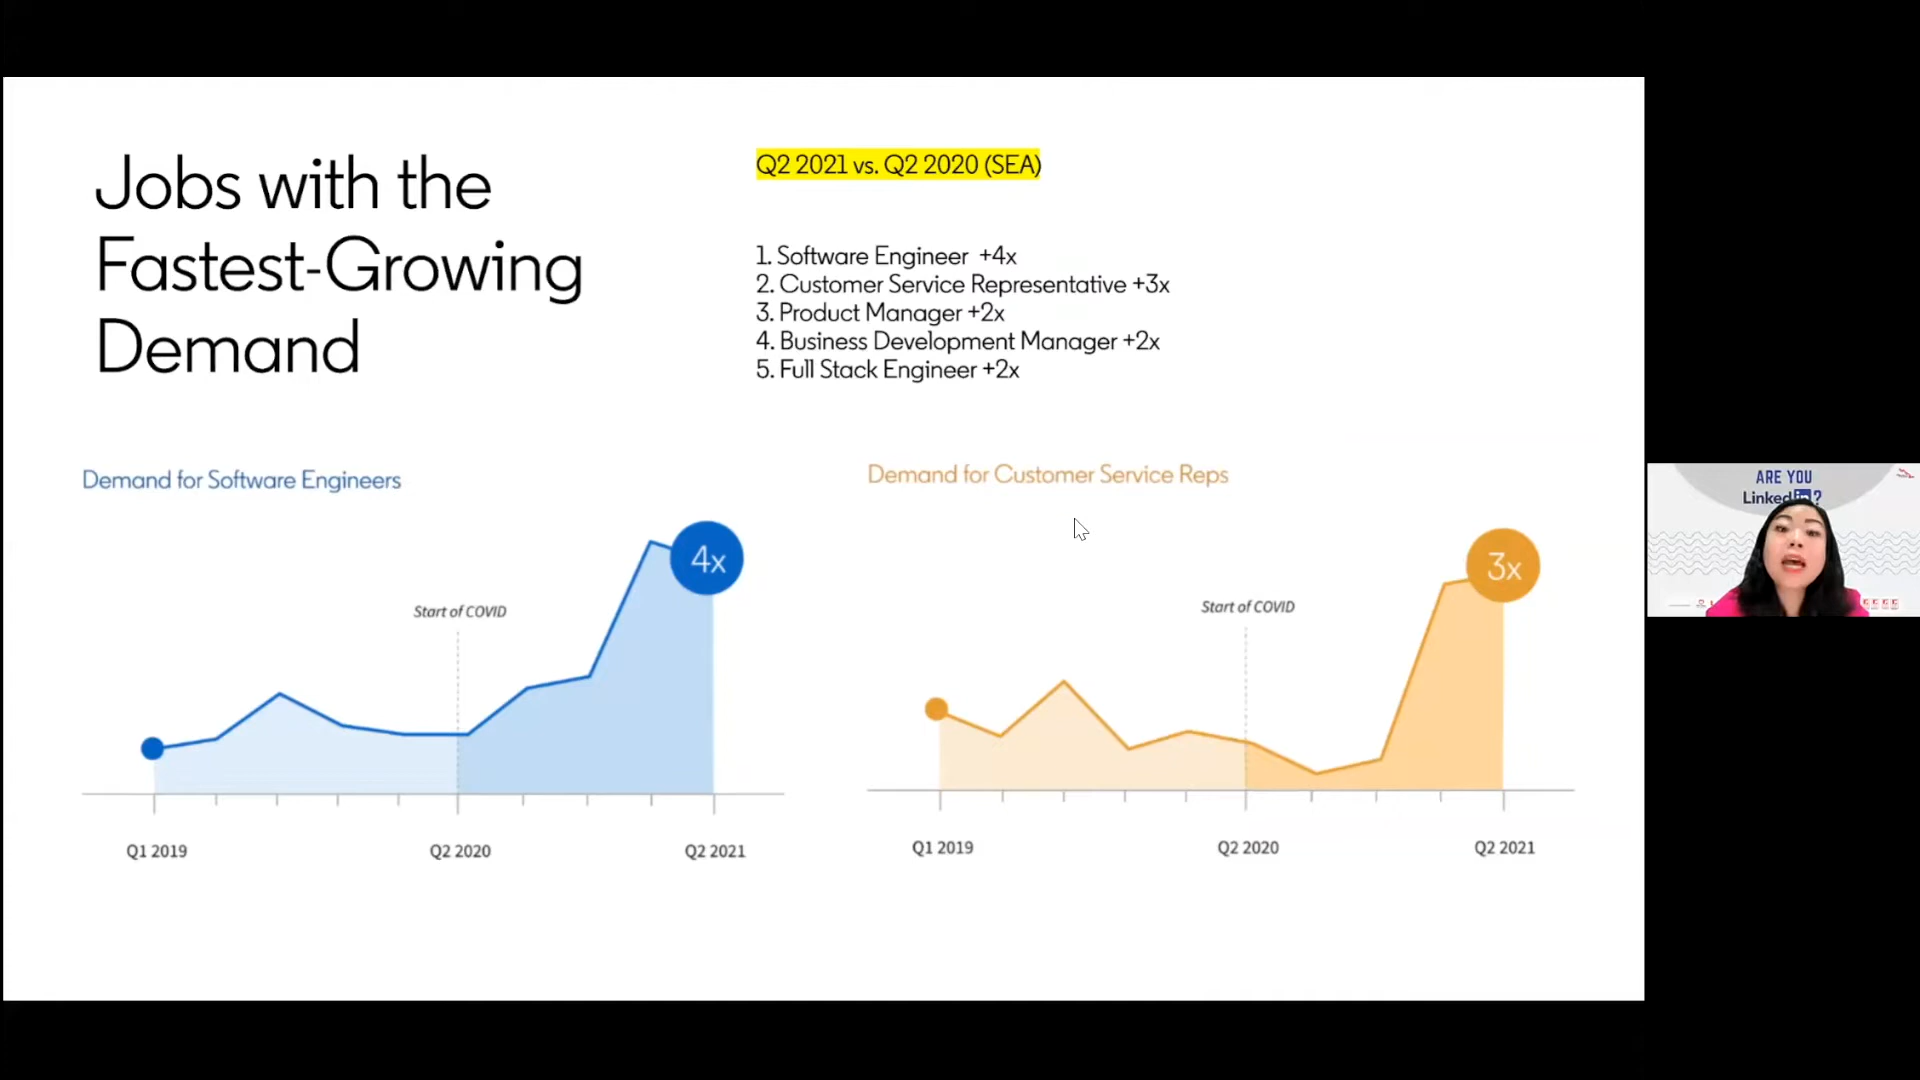 Jobs with the
Fastest-Growing
Demand
Q2 2021 vs. Q2 2020 (SEA)
1. Software Engineer +4x
2. Customer Service Representative +3x
3. Product Manager +2x
4. Business Development Manager +2x
5. Full Stack Engineer +2x
Demand for Software Engineers
4x
Start of COVID
Q1 2019
Q2 2020
Q2 2021
Demand for Customer Service Reps
3x
Start of COVID
Q1 2019
Q2 2020
Q2 2021
ARE YOU
Linkedin?